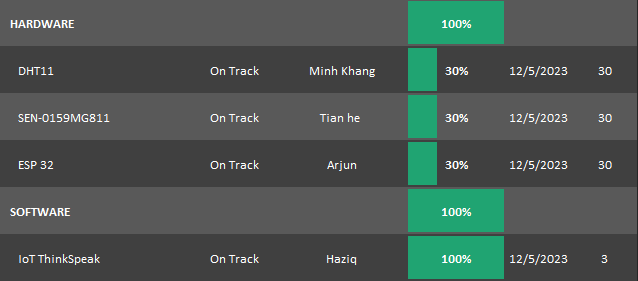 HARDWARE 100%
DHT11 On Track Minh Khang 30% 12/5/2023 30
SEN-0159MG811 On Track Tian he 30% 12/5/2023 30
ESP 32 On Track Arjun 30% 12/5/2023 30
SOFTWARE 100%
IoT ThinkSpeak On Track Haziq 100% 12/5/2023 3